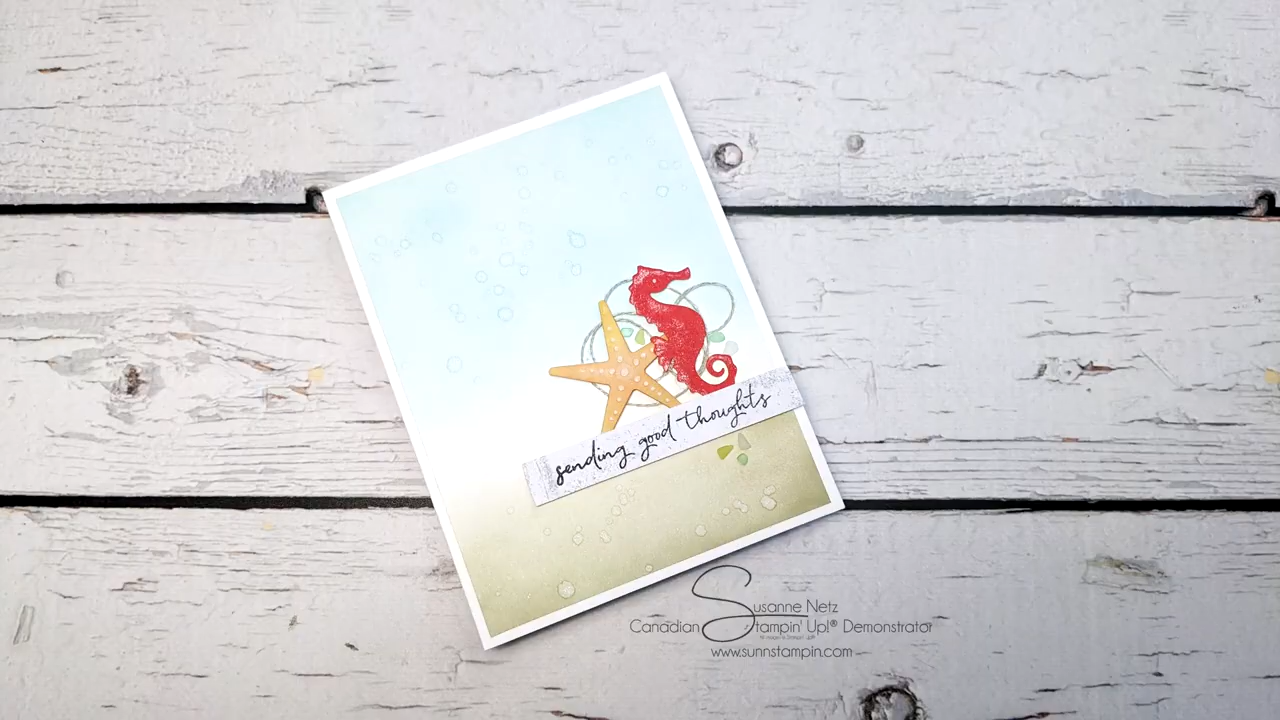 sending good thoughts
Susanne Netz
Canadian Stampin' Up!® Demonstrator
www.sunnstampin.com